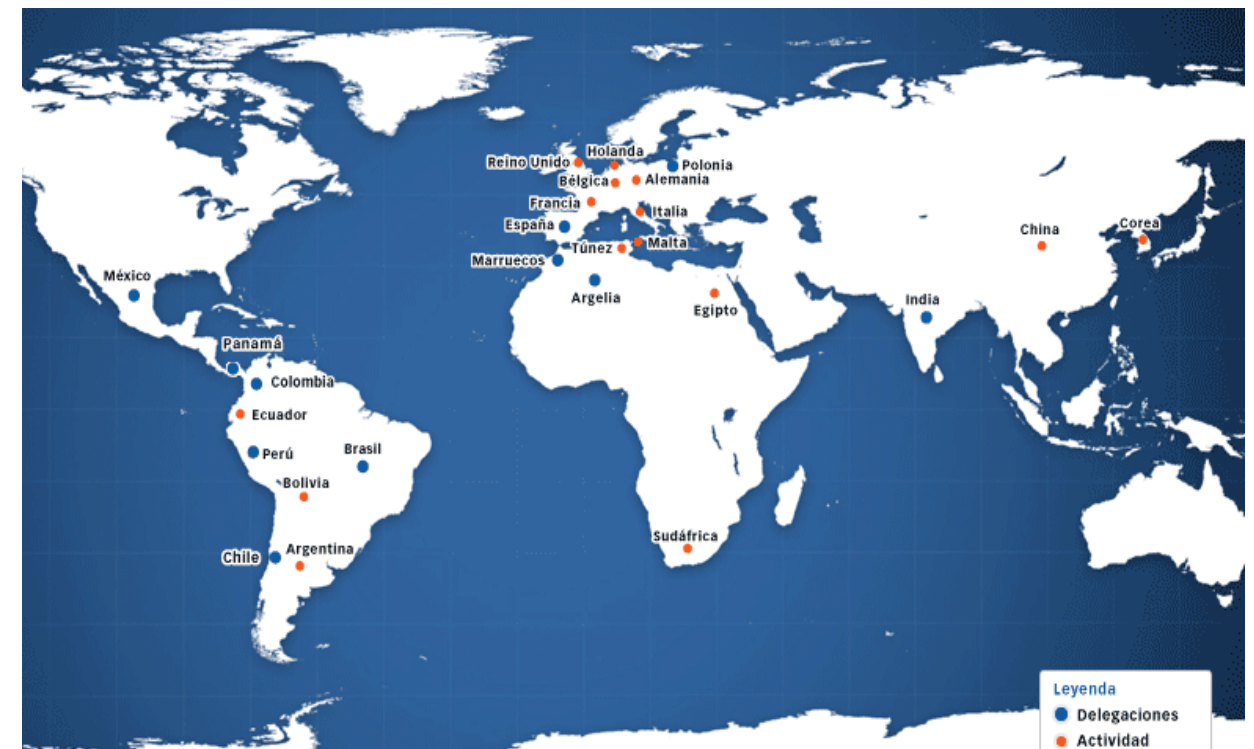 Holanda
Reino Unido
Polonia
Bélgica
Alemania
Francia
Italia
España
Corea
China
Malta
Túnez
Marruecos
México
Argelia
India
Egipto
Panamá
Colombia
Ecuador
Brasil
Perú
Bolivia
Sudáfrica
Argentina
Chile
Leyenda
Delegaciones
Actividad